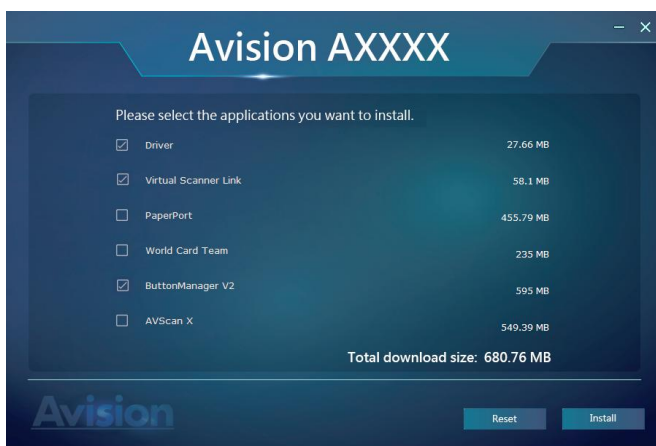 Avision AXXXX
Please select the applications you want to install.
Driver 27.66 MB
Virtual Scanner Link 58.1 MB
PaperPort 455.79 MB
World Card Team 235 MB
ButtonManager V2 595 MB
AVScan X 549.39 MB
Total download size: 680.76 MB
Avision
Reset Install